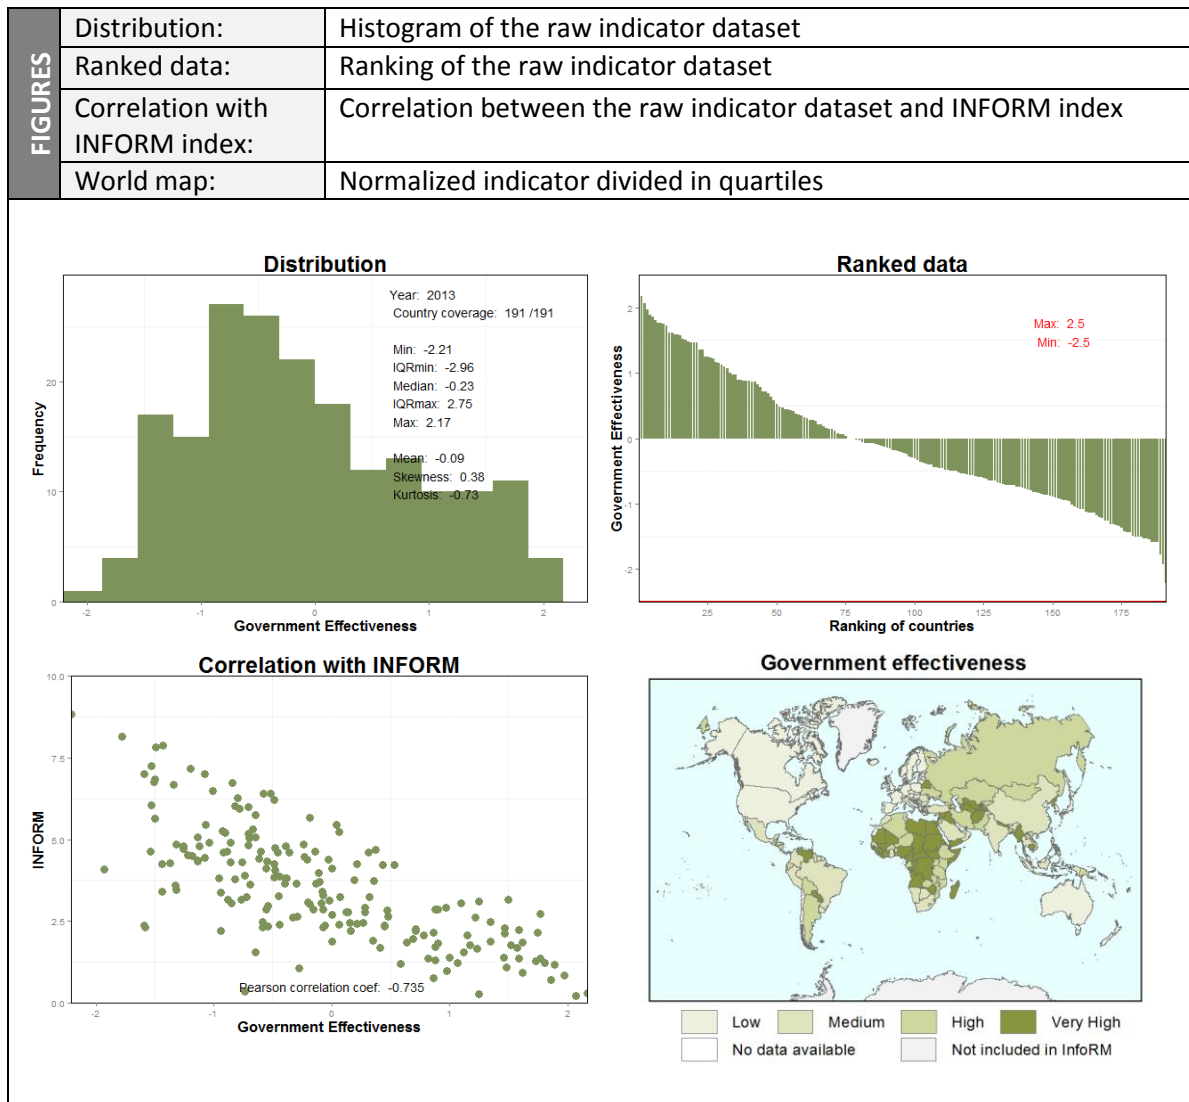 FIGURES
Distribution: Histogram of the raw indicator dataset
Ranked data: Ranking of the raw indicator dataset
Correlation with INFORM index: Correlation between the raw indicator dataset and INFORM index
World map: Normalized indicator divided in quartiles
Distribution
Year: 2013
Country coverage: 191 /191
Min: -2.21
IQRmin: -2.96
Median: -0.23
IQRmax: 2.75
Max: 2.17
Mean: -0.09
Skewness: 0.38
Kurtosis: -0.73
Frequency
20
10
0
-2 -1 0 1 2
Government Effectiveness
Ranked data
Max: 2.5
Min: -2.5
Government Effectiveness
2
1
0
-1
-2
25 50 75 100 125 150 175
Ranking of countries
Correlation with INFORM
INFORM
10.0
7.5
5.0
2.5
0.0
Pearson correlation coef: -0.735
-2 -1 0 1 2
Government Effectiveness
Government effectiveness
Low Medium High Very High
No data available Not included in InfoRM